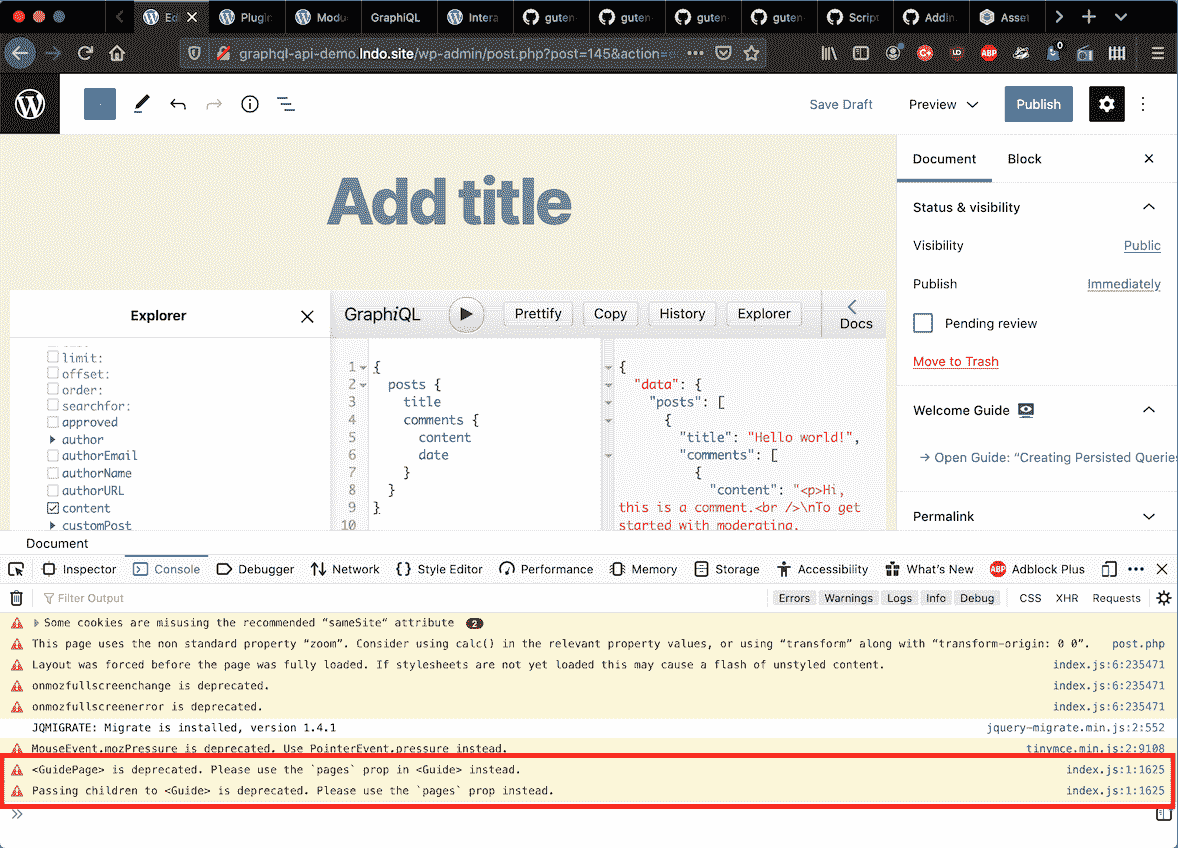 Ed
Plugin
Modu
GraphiQL
Intera
guten
guten
guten
guten
Script
Addin
Asset
graphql-api-demo.lndo.site/wp-admin/post.php?post=145&action=
0
Save Draft
Preview
Publish
Add title
Document
Block
Status & visibility
Visibility
Public
Publish
Immediately
Pending review
Move to Trash
Welcome Guide
→ Open Guide: “Creating Persisted Queries
Permalink
Explorer
limit:
offset:
order:
searchfor:
approved
author
authorEmail
authorName
authorURL
content
customPost
GraphiQL
Prettify
Copy
History
Explorer
Docs
1 {
2 posts {
3 title
4 comments {
5 content
6 date
7 }
8 }
9 }
10
{
"data": {
"posts": [
{
"title": "Hello world!",
"comments": [
{
"content": "<p>Hi,
this is a comment.<br />\nTo get
started with moderating,
Document
Inspector
Console
Debugger
Network
Style Editor
Performance
Memory
Storage
Accessibility
What’s New
ABP Adblock Plus
Filter Output
Errors
Warnings
Logs
Info
Debug
CSS
XHR
Requests
Some cookies are misusing the recommended “sameSite“ attribute 2
This page uses the non standard property “zoom”. Consider using calc() in the relevant property values, or using “transform” along with “transform-origin: 0 0”. post.php
Layout was forced before the page was fully loaded. If stylesheets are not yet loaded this may cause a flash of unstyled content. index.js:6:235471
onmozfullscreenchange is deprecated. index.js:6:235471
onmozfullscreenerror is deprecated. index.js:6:235471
JQMIGRATE: Migrate is installed, version 1.4.1 jquery-migrate.min.js:2:552
MouseEvent.mozPressure is deprecated. Use PointerEvent.pressure instead. tinymce.min.js:2:9108
<GuidePage> is deprecated. Please use the `pages` prop in <Guide> instead. index.js:1:1625
Passing children to <Guide> is deprecated. Please use the `pages` prop instead. index.js:1:1625